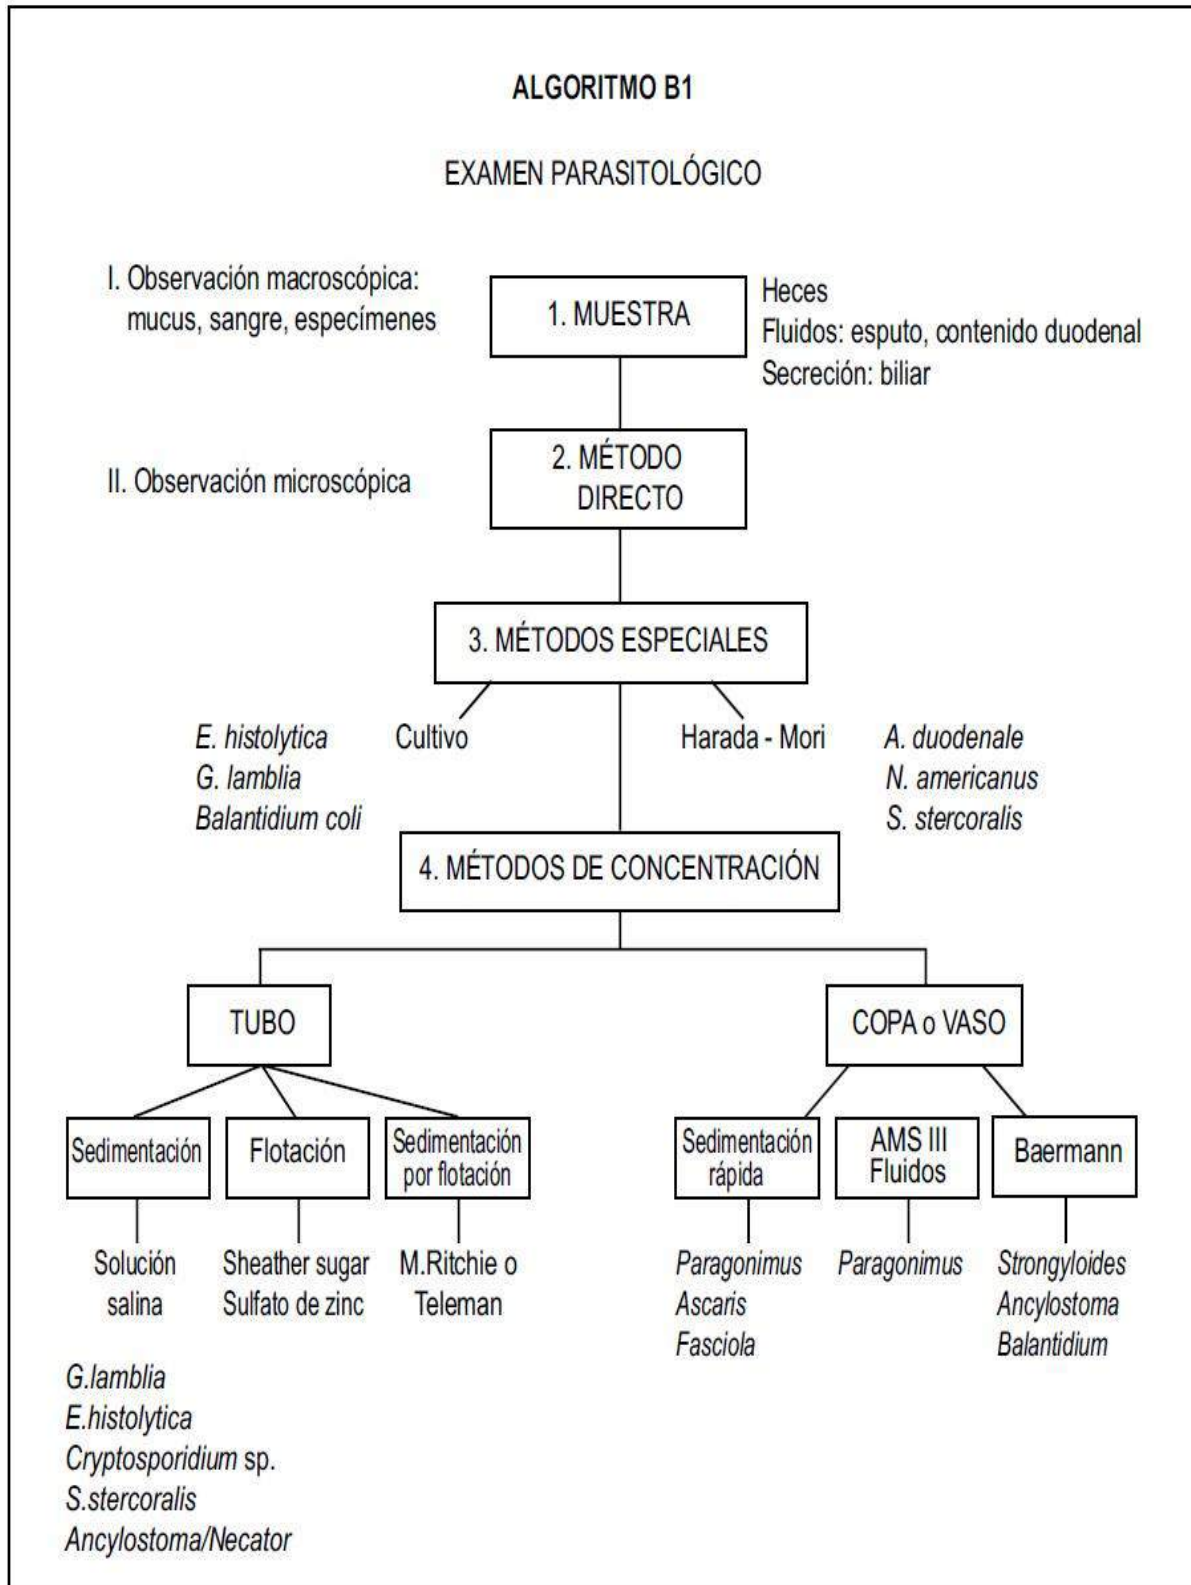 ALGORITMO B1
EXAMEN PARASITOLÓGICO
I. Observación macroscópica:
mucus, sangre, especímenes
1. MUESTRA
Heces
Fluidos: esputo, contenido duodenal
Secreción: biliar
II. Observación microscópica
2. MÉTODO
DIRECTO
3. MÉTODOS ESPECIALES
E. histolytica
G. lamblia
Balantidium coli
Cultivo
Harada - Mori
A. duodenale
N. americanus
S. stercoralis
4. MÉTODOS DE CONCENTRACIÓN
TUBO
COPA o VASO
Sedimentación
Flotación
Sedimentación
por flotación
Sedimentación
rápida
AMS III
Fluidos
Baermann
Solución
salina
Sheather sugar
Sulfato de zinc
M.Ritchie o
Teleman
Paragonimus
Ascaris
Fasciola
Paragonimus
Strongyloides
Ancylostoma
Balantidium
G.lamblia
E.histolytica
Cryptosporidium sp.
S.stercoralis
Ancylostoma/Necator